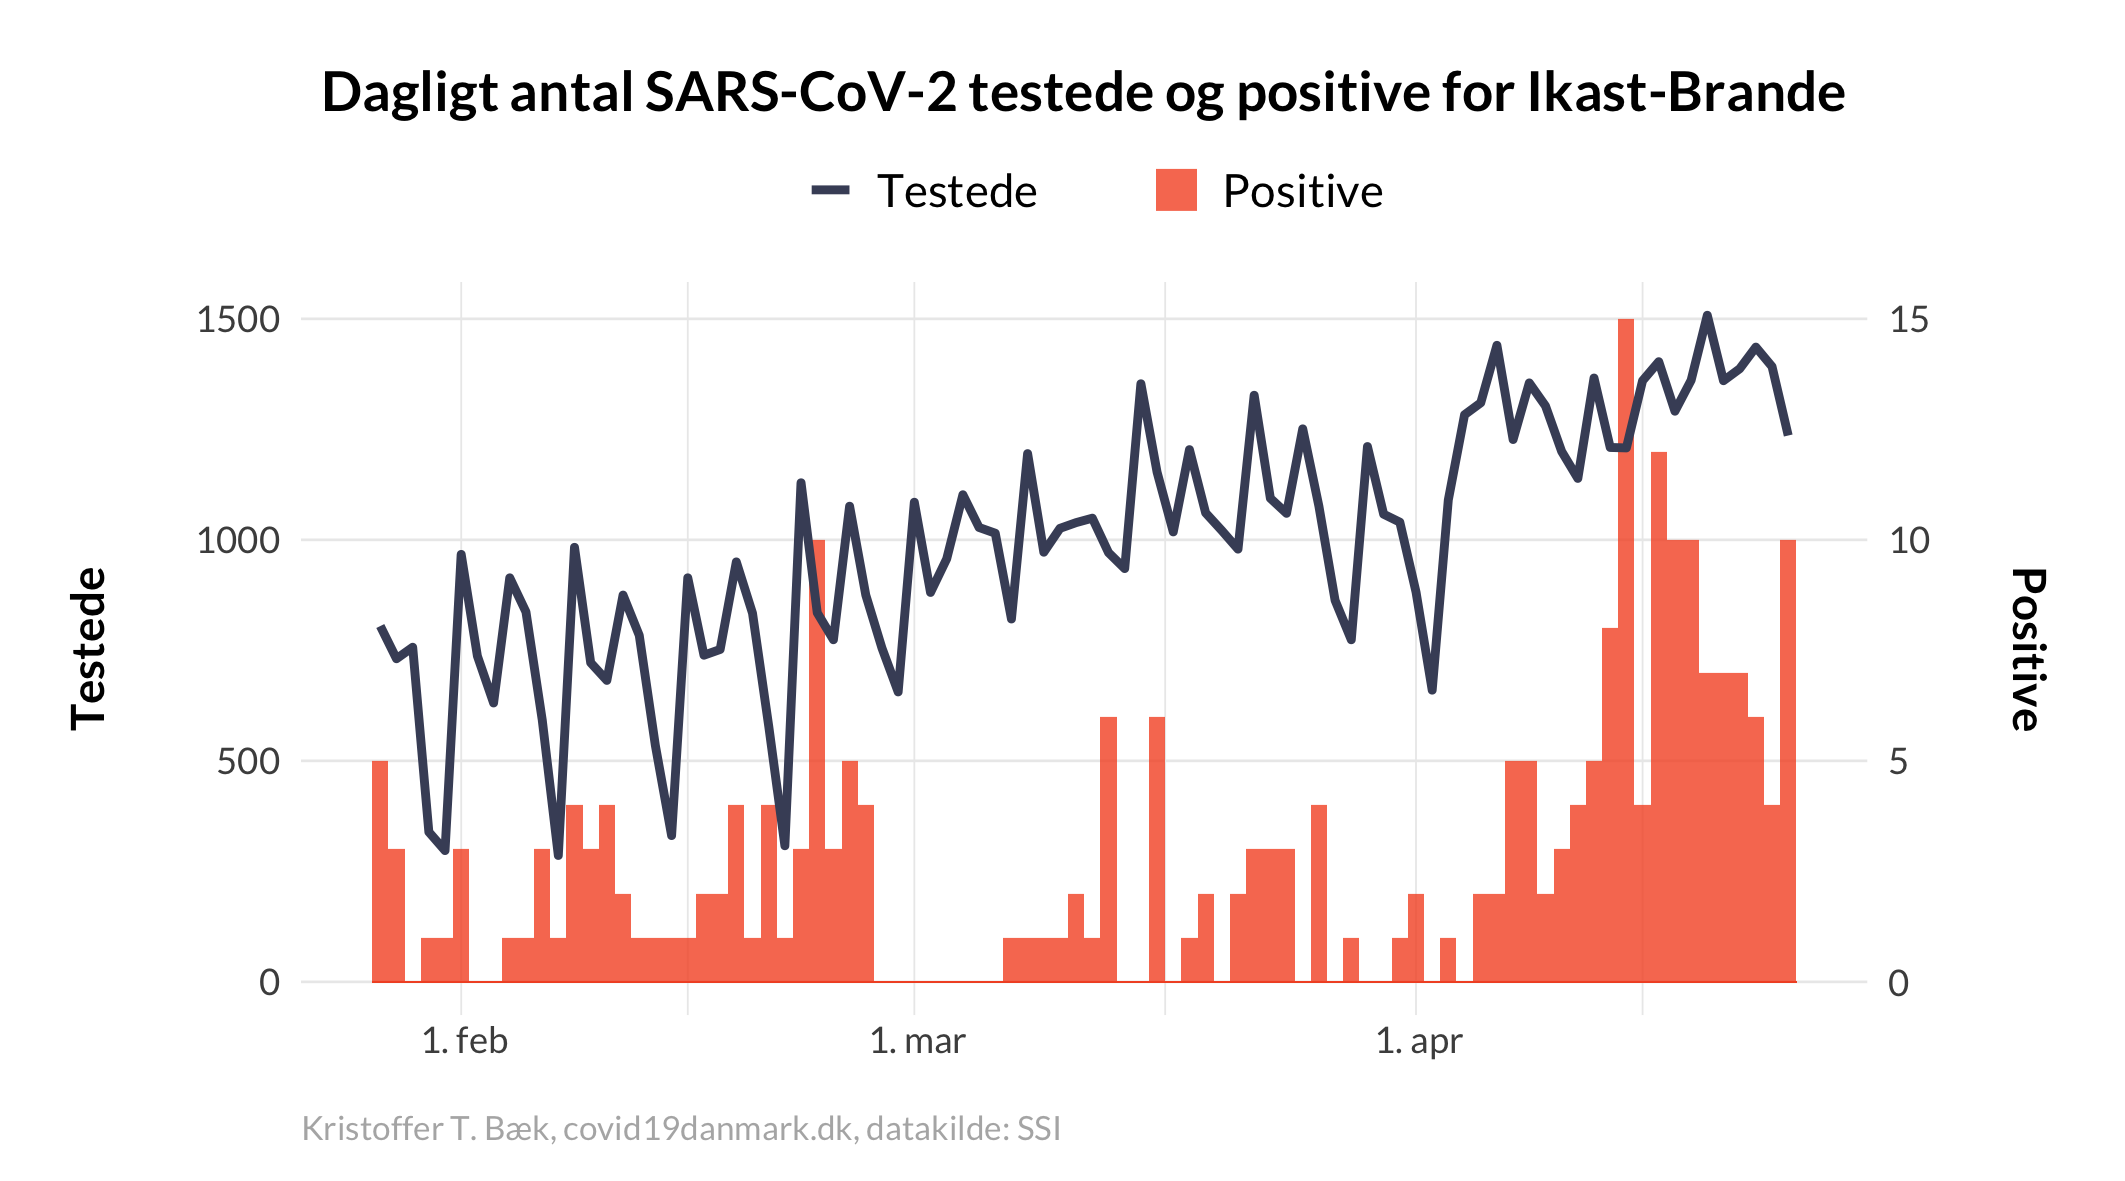 Dagligt antal SARS-CoV-2 testede og positive for Ikast-Brande
Testede
Positive
1500
1000
500
0
Testede
15
10
5
0
Positive
1. feb
1. mar
1. apr
Kristoffer T. Bæk, covid19danmark.dk, datakilde: SSI